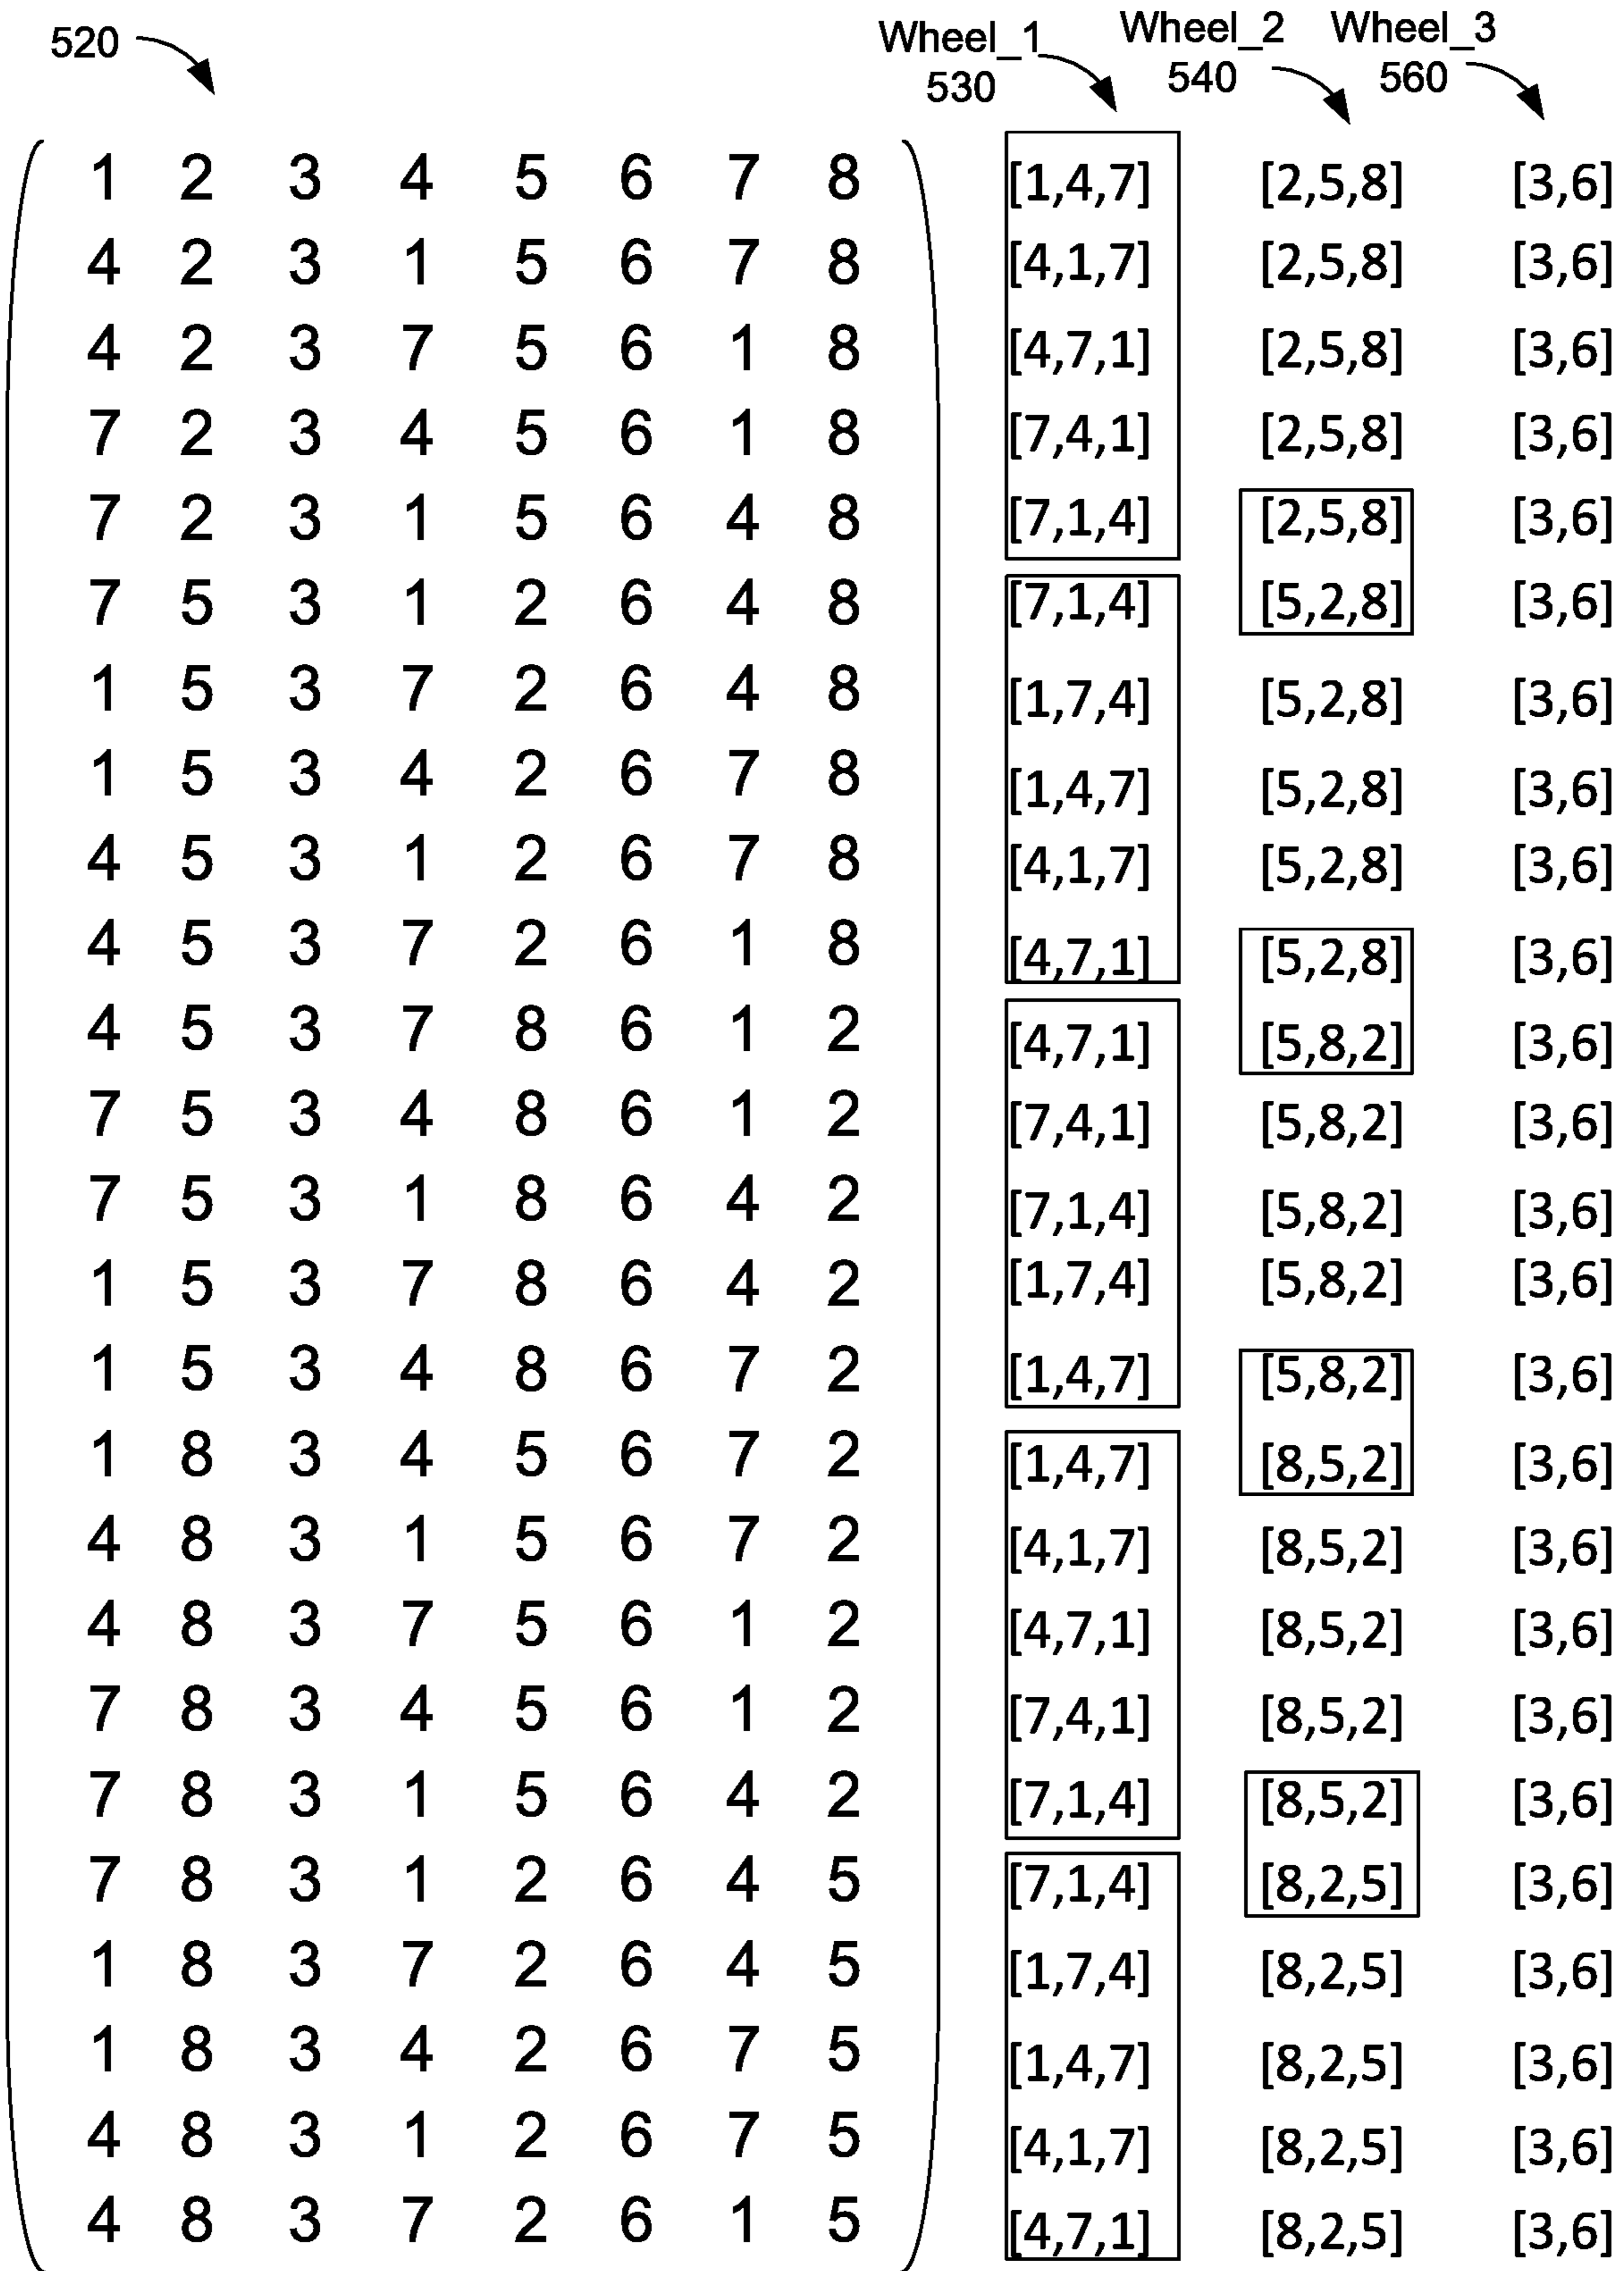 520 Wheel_1 Wheel_2 Wheel_3
530 540 560
1 2 3 4 5 6 7 8 [1,4,7] [2,5,8] [3,6]
4 2 3 1 5 6 7 8 [4,1,7] [2,5,8] [3,6]
4 2 3 7 5 6 1 8 [4,7,1] [2,5,8] [3,6]
7 2 3 4 5 6 1 8 [7,4,1] [2,5,8] [3,6]
7 2 3 1 5 6 4 8 [7,1,4] [2,5,8] [3,6]
7 5 3 1 2 6 4 8 [7,1,4] [5,2,8] [3,6]
1 5 3 7 2 6 4 8 [1,7,4] [5,2,8] [3,6]
1 5 3 4 2 6 7 8 [1,4,7] [5,2,8] [3,6]
4 5 3 1 2 6 7 8 [4,1,7] [5,2,8] [3,6]
4 5 3 7 2 6 1 8 [4,7,1] [5,2,8] [3,6]
4 5 3 7 8 6 1 2 [4,7,1] [5,8,2] [3,6]
7 5 3 4 8 6 1 2 [7,4,1] [5,8,2] [3,6]
7 5 3 1 8 6 4 2 [7,1,4] [5,8,2] [3,6]
1 5 3 7 8 6 4 2 [1,7,4] [5,8,2] [3,6]
1 5 3 4 8 6 7 2 [1,4,7] [5,8,2] [3,6]
1 8 3 4 5 6 7 2 [1,4,7] [8,5,2] [3,6]
4 8 3 1 5 6 7 2 [4,1,7] [8,5,2] [3,6]
4 8 3 7 5 6 1 2 [4,7,1] [8,5,2] [3,6]
7 8 3 4 5 6 1 2 [7,4,1] [8,5,2] [3,6]
7 8 3 1 5 6 4 2 [7,1,4] [8,5,2] [3,6]
7 8 3 1 2 6 4 5 [7,1,4] [8,2,5] [3,6]
1 8 3 7 2 6 4 5 [1,7,4] [8,2,5] [3,6]
1 8 3 4 2 6 7 5 [1,4,7] [8,2,5] [3,6]
4 8 3 1 2 6 7 5 [4,1,7] [8,2,5] [3,6]
4 8 3 7 2 6 1 5 [4,7,1] [8,2,5] [3,6]